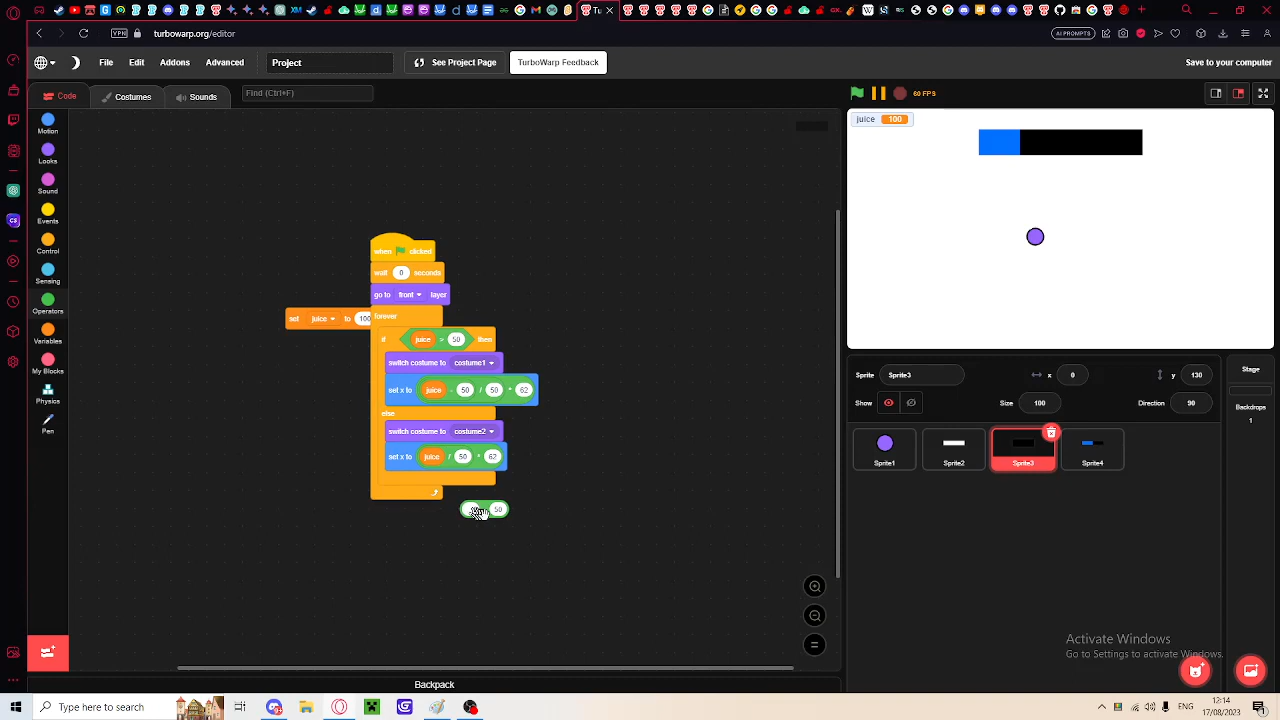 Tu
VPN
turbowarp.org/editor
AI PROMPTS
File
Edit
Addons
Advanced
Project
See Project Page
TurboWarp Feedback
Save to your computer
Code
Costumes
Sounds
Find (Ctrl+F)
60 FPS
Motion
Looks
Sound
Events
Control
Sensing
Operators
Variables
My Blocks
Physics
Pen
juice 100
when clicked
wait 0 seconds
go to front layer
set juice to 100
forever
if juice > 50 then
switch costume to costume1
set x to juice - 50 / 50 * 62
else
switch costume to costume2
set x to juice / 50 * 62
50
Sprite
Sprite3
x
0
y
130
Show
Size
100
Direction
90
Sprite1
Sprite2
Sprite3
Sprite4
Stage
Backdrops
1
Activate Windows
Go to Settings to activate Windows.
Backpack
Type here to search
ENG
12:14
17/08/2023